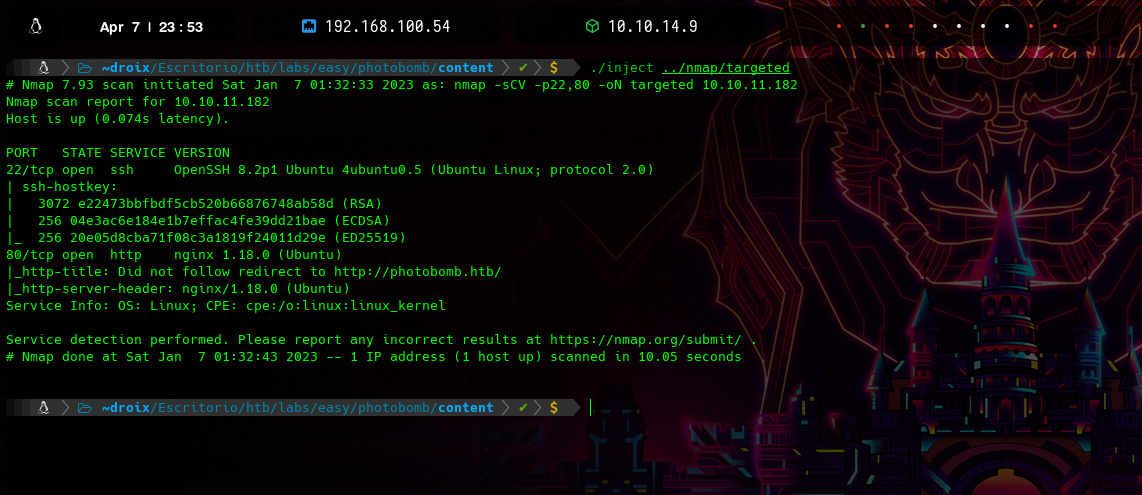 Apr 7 | 23:53 192.168.100.54 10.10.14.9
~droix/Escritorio/htb/labs/easy/photobomb/content ✔ $ ./inject ../nmap/targeted
# Nmap 7.93 scan initiated Sat Jan  7 01:32:33 2023 as: nmap -sCV -p22,80 -oN targeted 10.10.11.182
Nmap scan report for 10.10.11.182
Host is up (0.074s latency).
PORT   STATE SERVICE VERSION
22/tcp open  ssh     OpenSSH 8.2p1 Ubuntu 4ubuntu0.5 (Ubuntu Linux; protocol 2.0)
| ssh-hostkey:
|   3072 e22473bbfbdf5cb520b66876748ab58d (RSA)
|   256 04e3ac6e184e1b7effac4fe39dd21bae (ECDSA)
|_  256 20e05d8cba71f08c3a1819f24011d29e (ED25519)
80/tcp open  http    nginx 1.18.0 (Ubuntu)
|_http-title: Did not follow redirect to http://photobomb.htb/
|_http-server-header: nginx/1.18.0 (Ubuntu)
Service Info: OS: Linux; CPE: cpe:/o:linux:linux_kernel
Service detection performed. Please report any incorrect results at https://nmap.org/submit/ .
# Nmap done at Sat Jan  7 01:32:43 2023 -- 1 IP address (1 host up) scanned in 10.05 seconds
~droix/Escritorio/htb/labs/easy/photobomb/content ✔ $